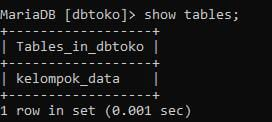 MariaDB [dbtoko]> show tables;
+------------------+
| Tables_in_dbtoko |
+------------------+
| kelompok_data    |
+------------------+
1 row in set (0.001 sec)